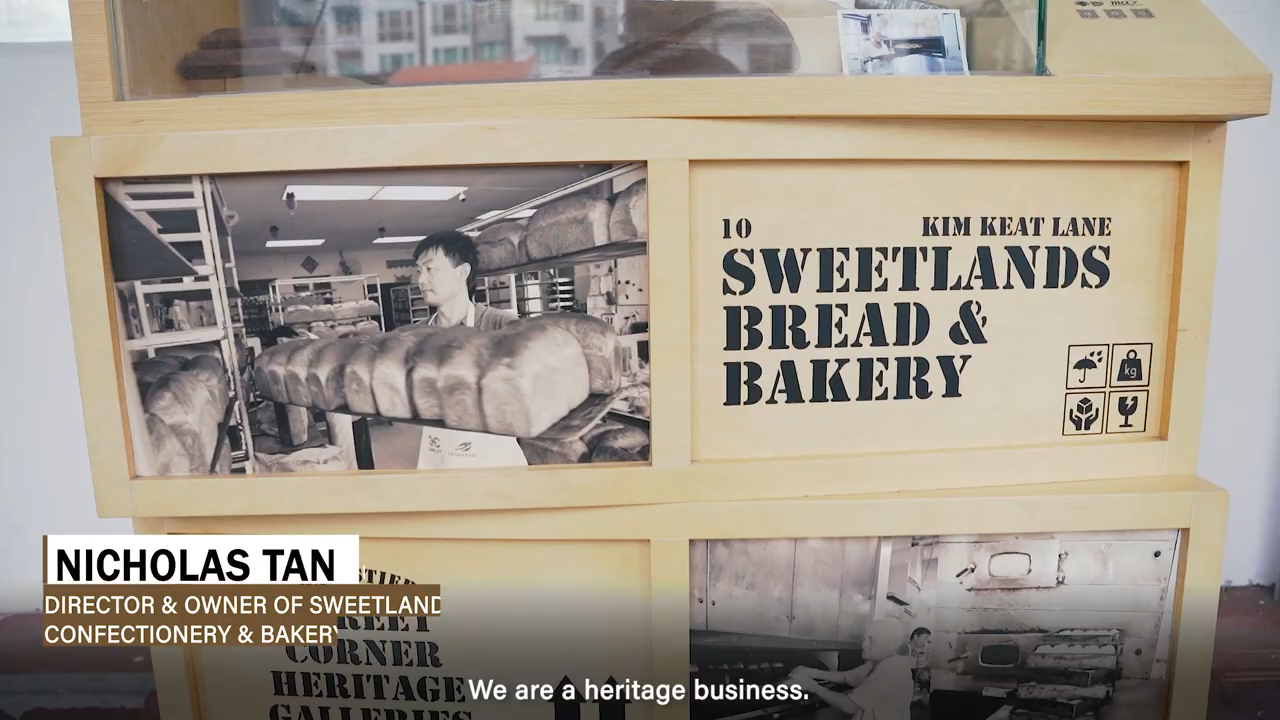 10 KIM KEAT LANE
SWEETLANDS
BREAD &
BAKERY
kg
NICHOLAS TAN
DIRECTOR & OWNER OF SWEETLAND
CONFECTIONERY & BAKERY
CORNER
HERITAGE
GALLERIES
We are a heritage business.